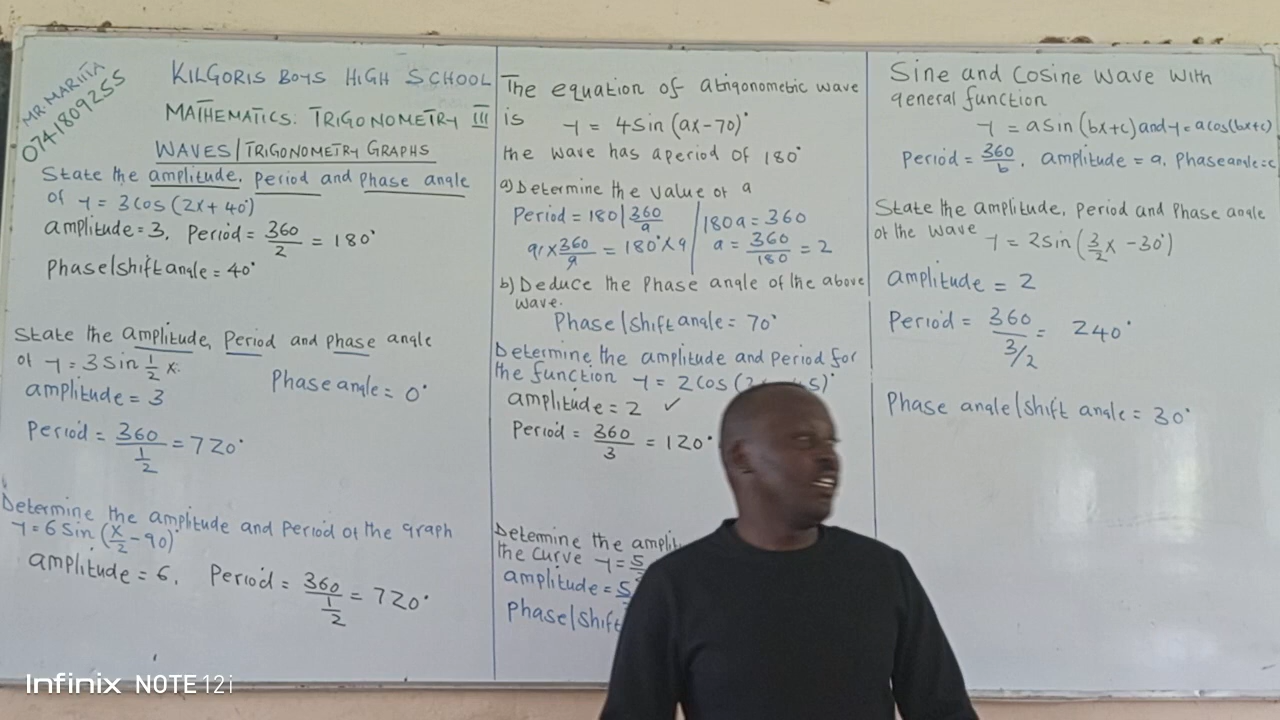 MR. MARITA
0741809255
KILGORIS BOYS HIGH SCHOOL
MATHEMATICS: TRIGONOMETRY III
WAVES/TRIGONOMETRY GRAPHS
State the amplitude, period and phase angle
of y = 3cos(2x + 40°)
amplitude = 3, Period = 360/2 = 180°
Phase/shift angle = 40°
State the amplitude, Period and phase angle
of y = 3 sin 1/2 x.
amplitude = 3
Phase angle = 0°
Period = 360/(1/2) = 720°
Determine the amplitude and period of the graph
y = 6 sin (x/2 - 90)°
amplitude = 6, Period = 360/(1/2) = 720°
The equation of a trigonometric wave
is y = 4sin(ax-70)°
the wave has a period of 180°
a) Determine the value of a
Period = 180 | 360/a
a × 360/a = 180° × a
180a = 360
a = 360/180 = 2
b) Deduce the phase angle of the above
wave.
Phase/shift angle = 70°
Determine the amplitude and period for
the function y = 2cos(
5)°
amplitude = 2 ✓
Period = 360/3 = 120°
Determine the
the curve y = 5
amplitude = 5
phase/shift
Sine and Cosine wave with
general function
y = a sin(bx+c) and y = a cos(bx+c)
Period = 360/b, amplitude = a, Phase angle = c
State the amplitude, period and phase angle
of the wave y = 2sin(3/2 x - 30°)
amplitude = 2
Period = 360/(3/2) = 240°
Phase angle/shift angle = 30°
Infinix NOTE 12i